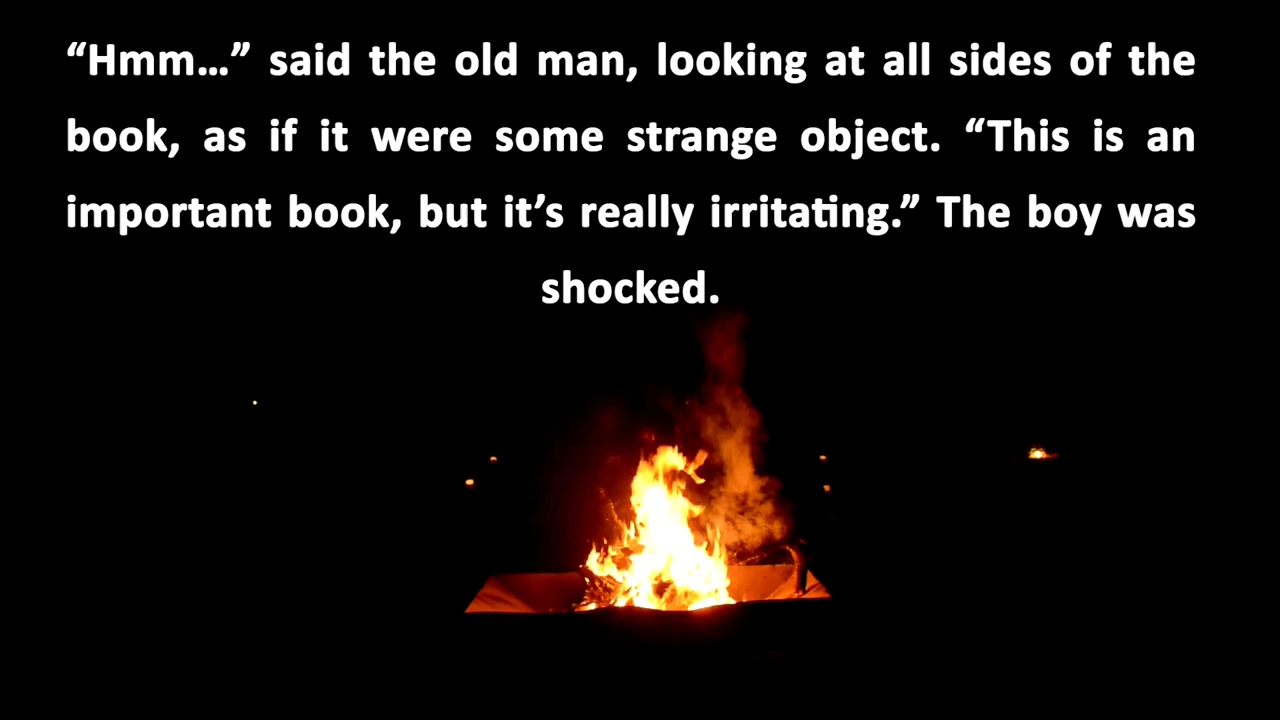 “Hmm…” said the old man, looking at all sides of the
book, as if it were some strange object. “This is an
important book, but it’s really irritating.” The boy was
shocked.